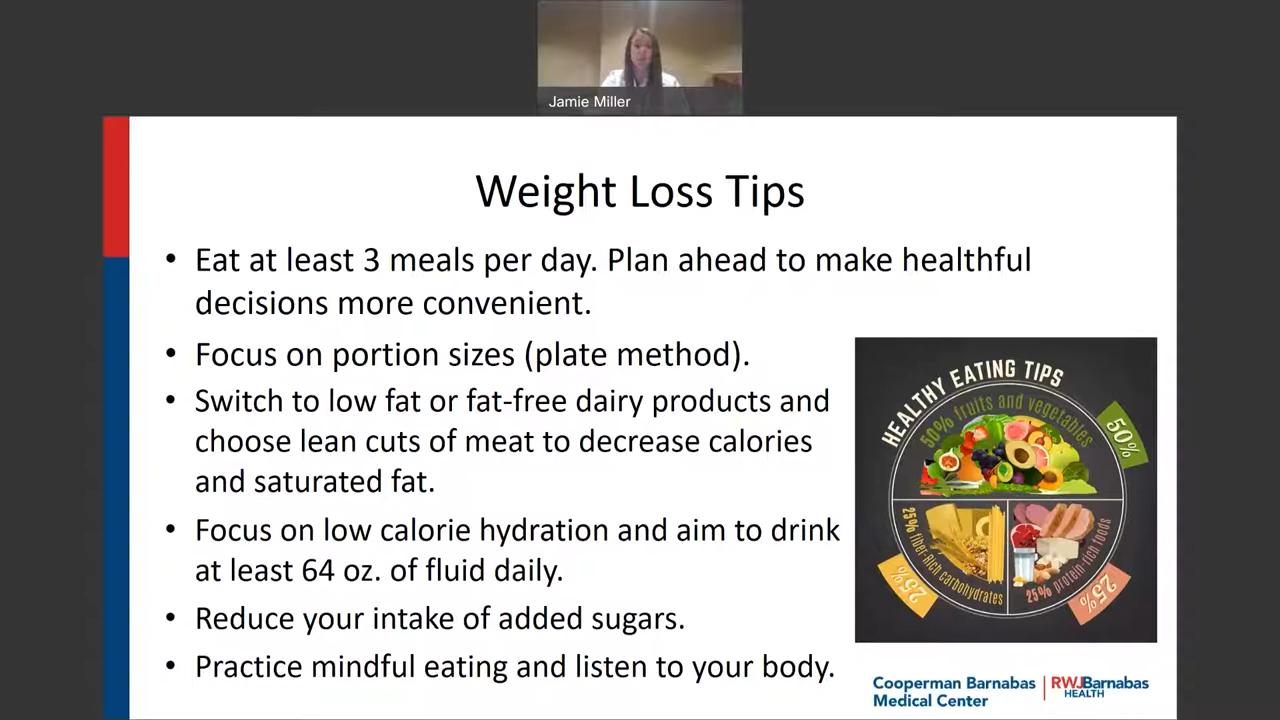 Jamie Miller
Weight Loss Tips
• Eat at least 3 meals per day. Plan ahead to make healthful
decisions more convenient.
• Focus on portion sizes (plate method).
• Switch to low fat or fat-free dairy products and
choose lean cuts of meat to decrease calories
and saturated fat.
• Focus on low calorie hydration and aim to drink
at least 64 oz. of fluid daily.
• Reduce your intake of added sugars.
• Practice mindful eating and listen to your body.
HEALTHY EATING TIPS
50% fruits and vegetables
50%
25% fiber-Rich carbohydrates
25%
25% protein-rich foods
25%
Cooperman Barnabas
Medical Center
RWJBarnabas
HEALTH